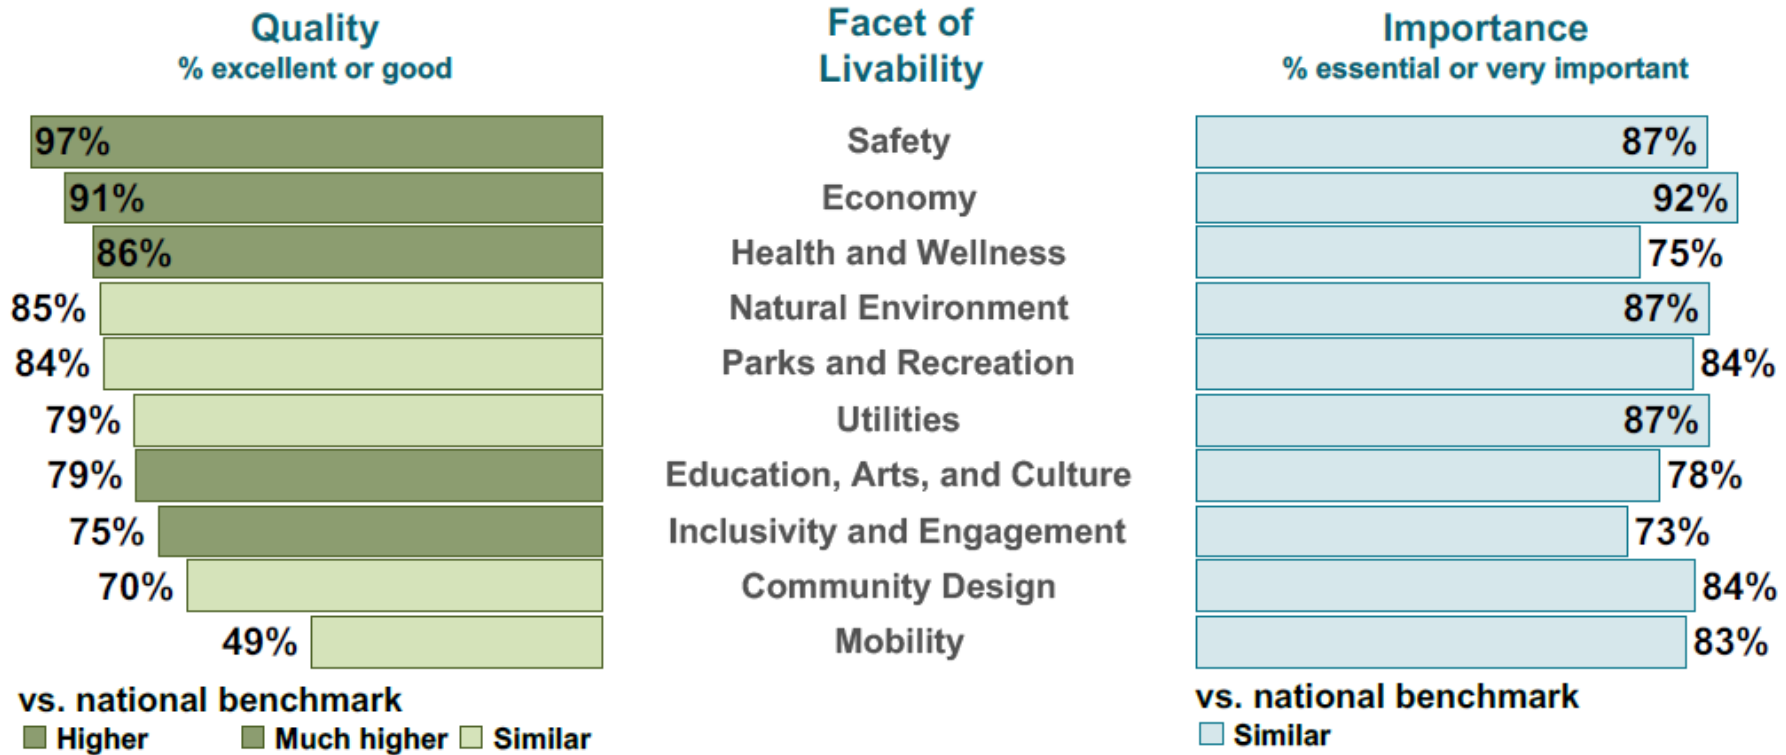 Quality
% excellent or good
Facet of
Livability
Importance
% essential or very important
97% Safety 87%
91% Economy 92%
86% Health and Wellness 75%
85% Natural Environment 87%
84% Parks and Recreation 84%
79% Utilities 87%
79% Education, Arts, and Culture 78%
75% Inclusivity and Engagement 73%
70% Community Design 84%
49% Mobility 83%
vs. national benchmark
Higher Much higher Similar
vs. national benchmark
Similar